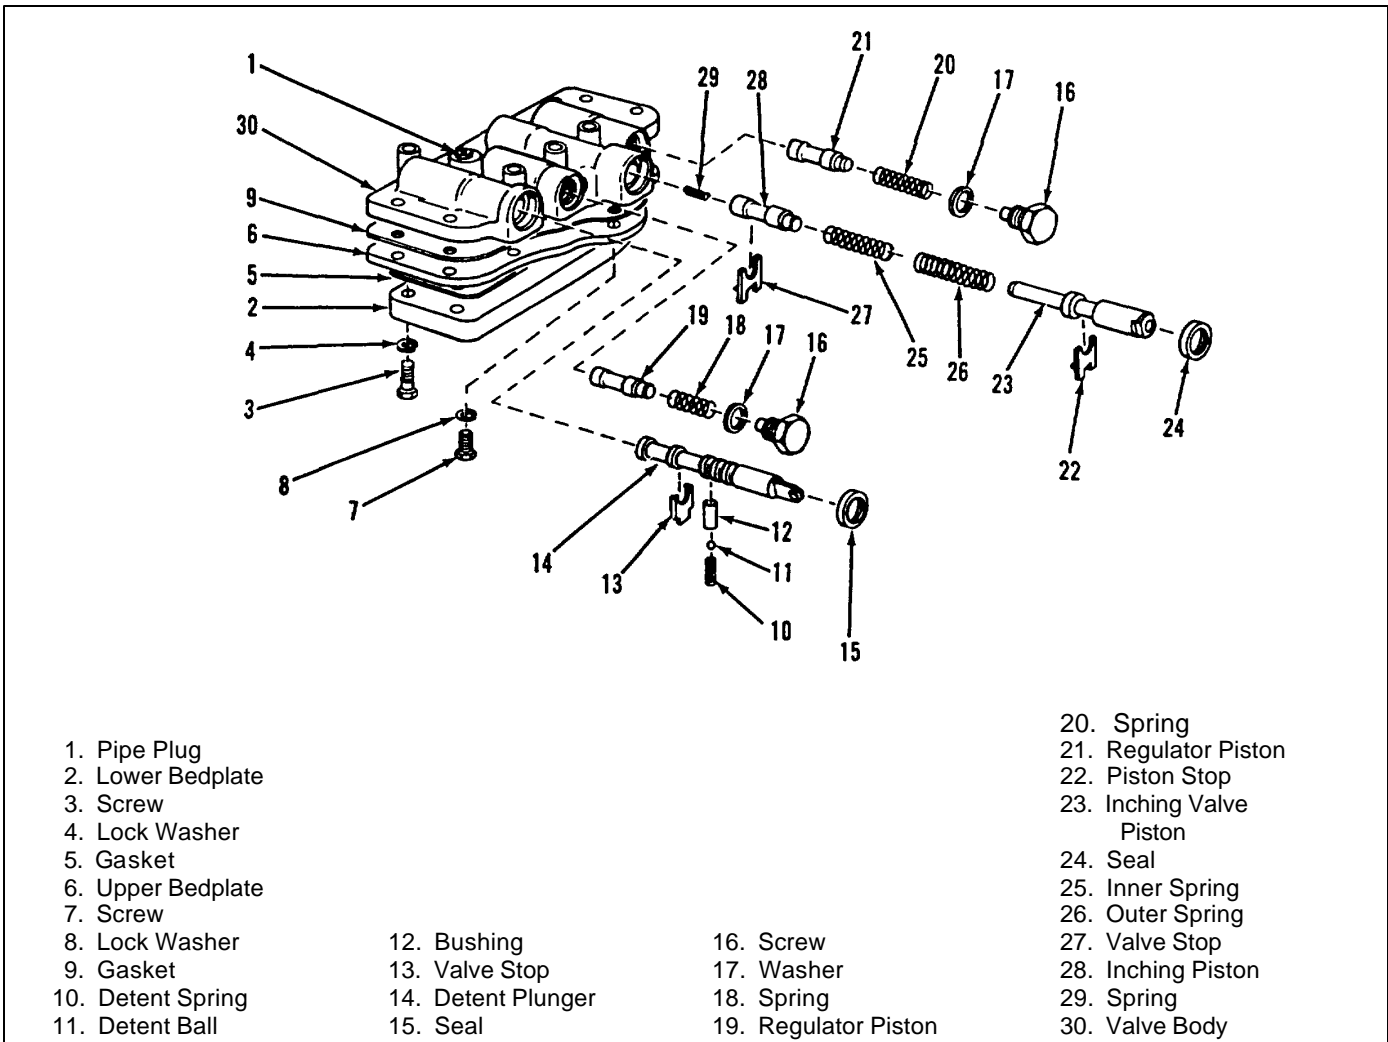 1
21
20
17
16
29
28
30
9
6
5
2
27
19
18
17
16
4
25
26
23
24
3
22
8
7
12
14
13
11
10
15
1. Pipe Plug
2. Lower Bedplate
3. Screw
4. Lock Washer
5. Gasket
6. Upper Bedplate
7. Screw
8. Lock Washer
9. Gasket
10. Detent Spring
11. Detent Ball
12. Bushing
13. Valve Stop
14. Detent Plunger
15. Seal
16. Screw
17. Washer
18. Spring
19. Regulator Piston
20. Spring
21. Regulator Piston
22. Piston Stop
23. Inching Valve
Piston
24. Seal
25. Inner Spring
26. Outer Spring
27. Valve Stop
28. Inching Piston
29. Spring
30. Valve Body